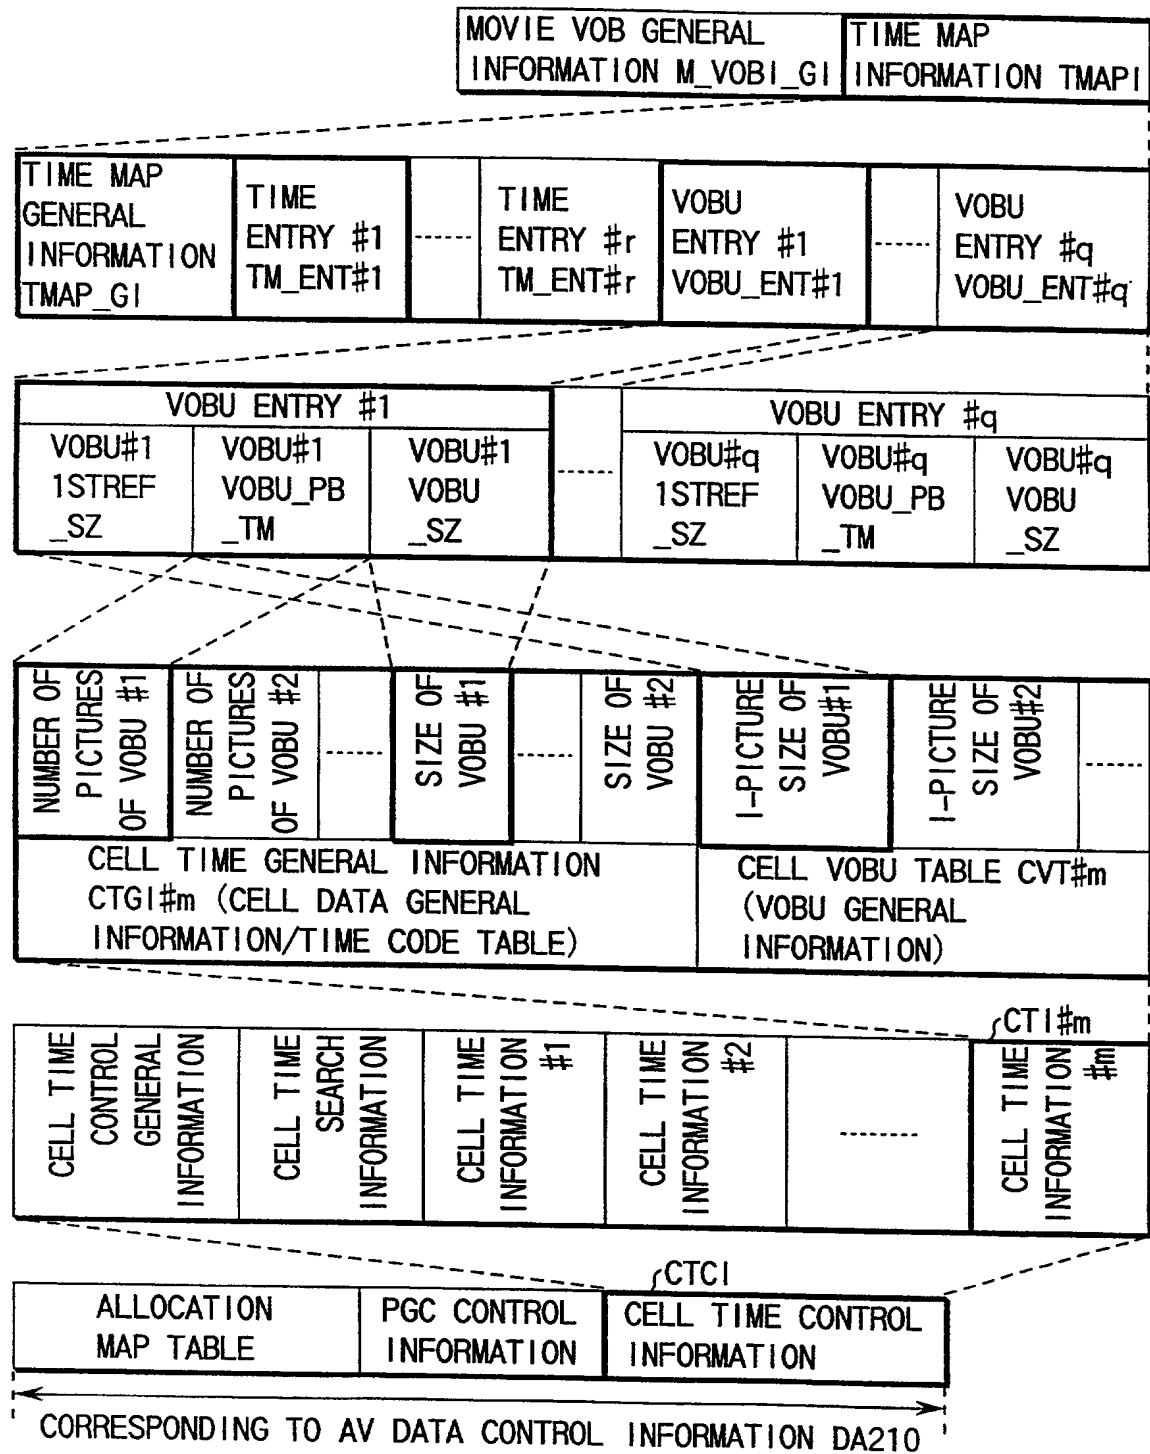 MOVIE VOB GENERAL
INFORMATION M_VOBI_GI
TIME MAP
INFORMATION TMAPI
TIME MAP
GENERAL
INFORMATION
TMAP_GI
TIME
ENTRY #1
TM_ENT#1
TIME
ENTRY #r
TM_ENT#r
VOBU
ENTRY #1
VOBU_ENT#1
VOBU
ENTRY #q
VOBU_ENT#q
VOBU ENTRY #1
VOBU#1
1STREF
_SZ
VOBU#1
VOBU_PB
_TM
VOBU#1
VOBU
_SZ
VOBU ENTRY #q
VOBU#q
1STREF
_SZ
VOBU#q
VOBU_PB
_TM
VOBU#q
VOBU
_SZ
NUMBER OF
PICTURES
OF VOBU #1
NUMBER OF
PICTURES
OF VOBU #2
SIZE OF
VOBU #1
SIZE OF
VOBU #2
I-PICTURE
SIZE OF
VOBU#1
I-PICTURE
SIZE OF
VOBU#2
CELL TIME GENERAL INFORMATION
CTGI#m (CELL DATA GENERAL
INFORMATION/TIME CODE TABLE)
CELL VOBU TABLE CVT#m
(VOBU GENERAL
INFORMATION)
CTI#m
CELL TIME
CONTROL
GENERAL
INFORMATION
CELL TIME
SEARCH
INFORMATION
CELL TIME
INFORMATION
#1
CELL TIME
INFORMATION
#2
CELL TIME
INFORMATION
#m
CTCI
ALLOCATION
MAP TABLE
PGC CONTROL
INFORMATION
CELL TIME CONTROL
INFORMATION
CORRESPONDING TO AV DATA CONTROL INFORMATION DA210